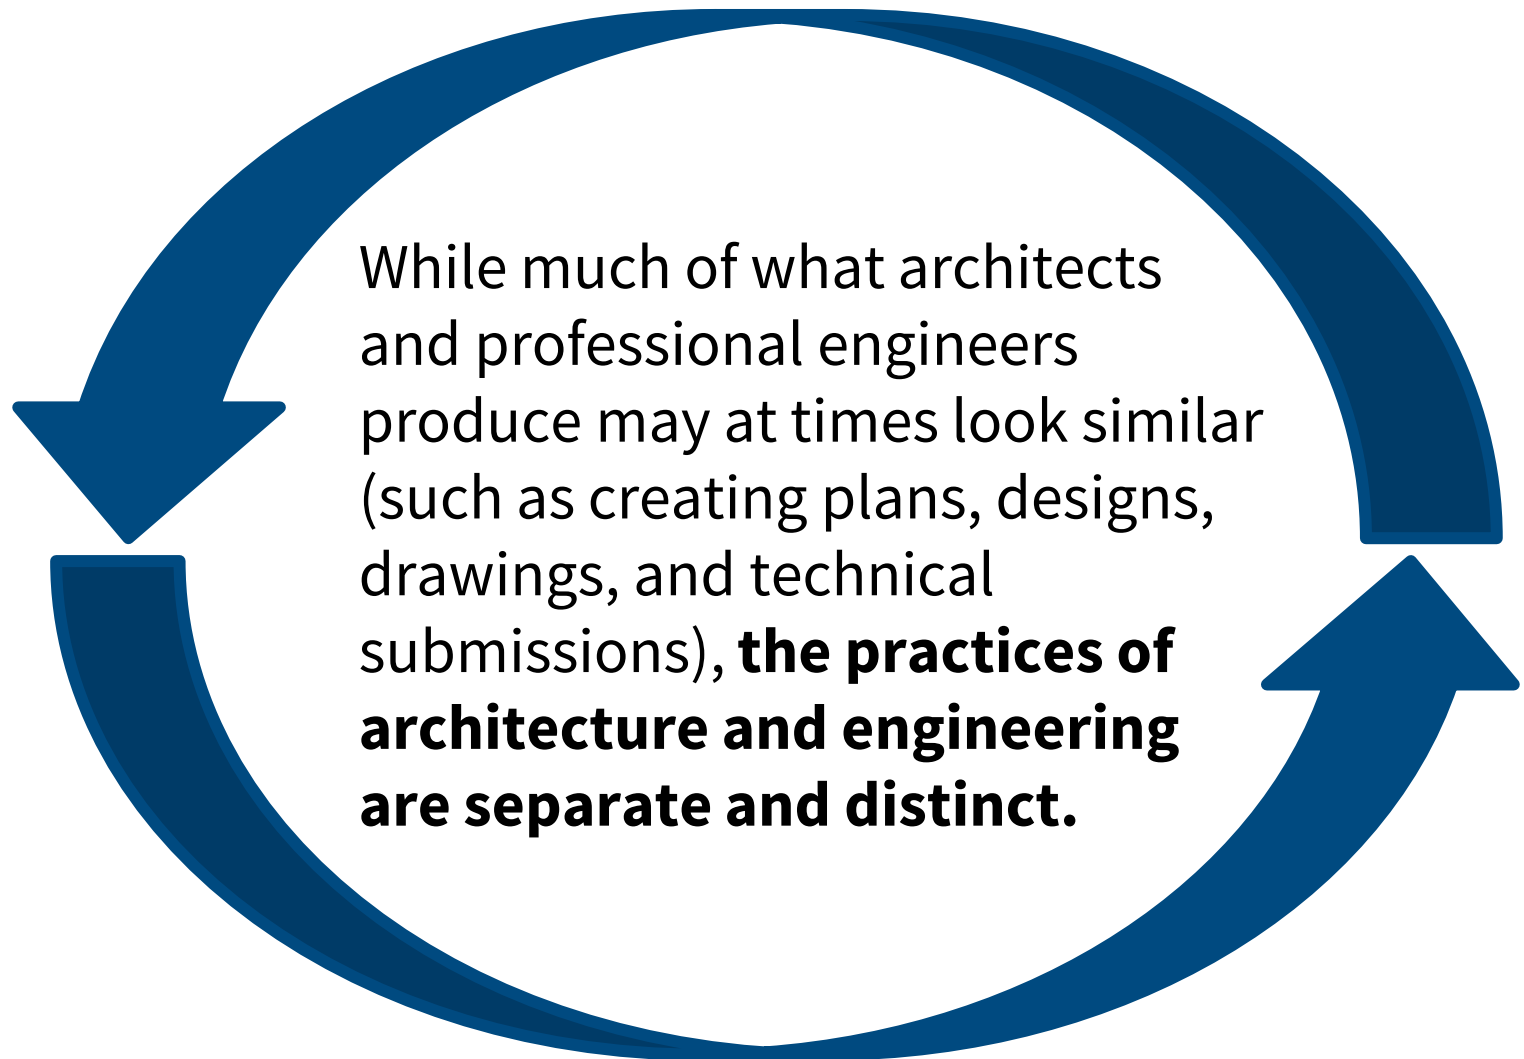 While much of what architects
and professional engineers
produce may at times look similar
(such as creating plans, designs,
drawings, and technical
submissions), the practices of
architecture and engineering
are separate and distinct.